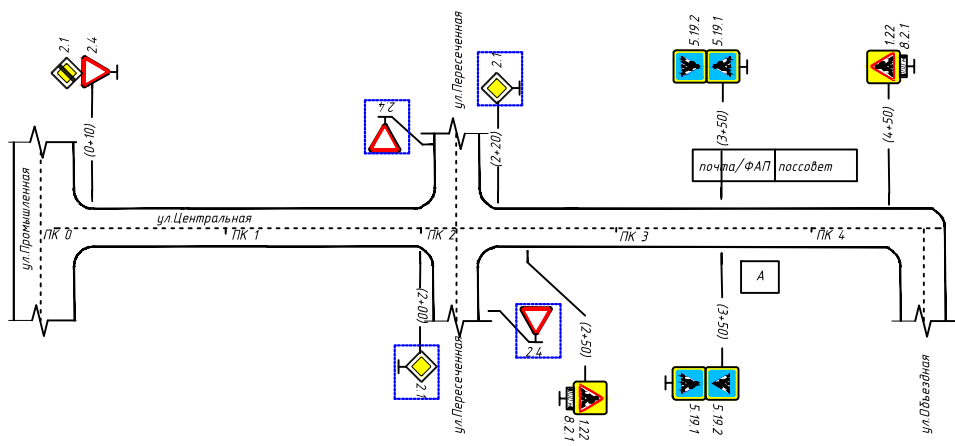 2.1
2.4
(0+10)
2.4
ул.Пересеченная
2.1
(2+20)
5.19.2
5.19.1
(3+50)
1.22
8.2.1
(4+50)
почта/ФАП
поссовет
ул.Промышленная
ул.Центральная
ПК 0
ПК 1
ПК 2
ПК 3
ПК 4
А
(2+00)
2.1
ул.Пересеченная
2.4
(2+50)
1.22
8.2.1
(3+50)
5.19.1
5.19.2
ул.Объездная